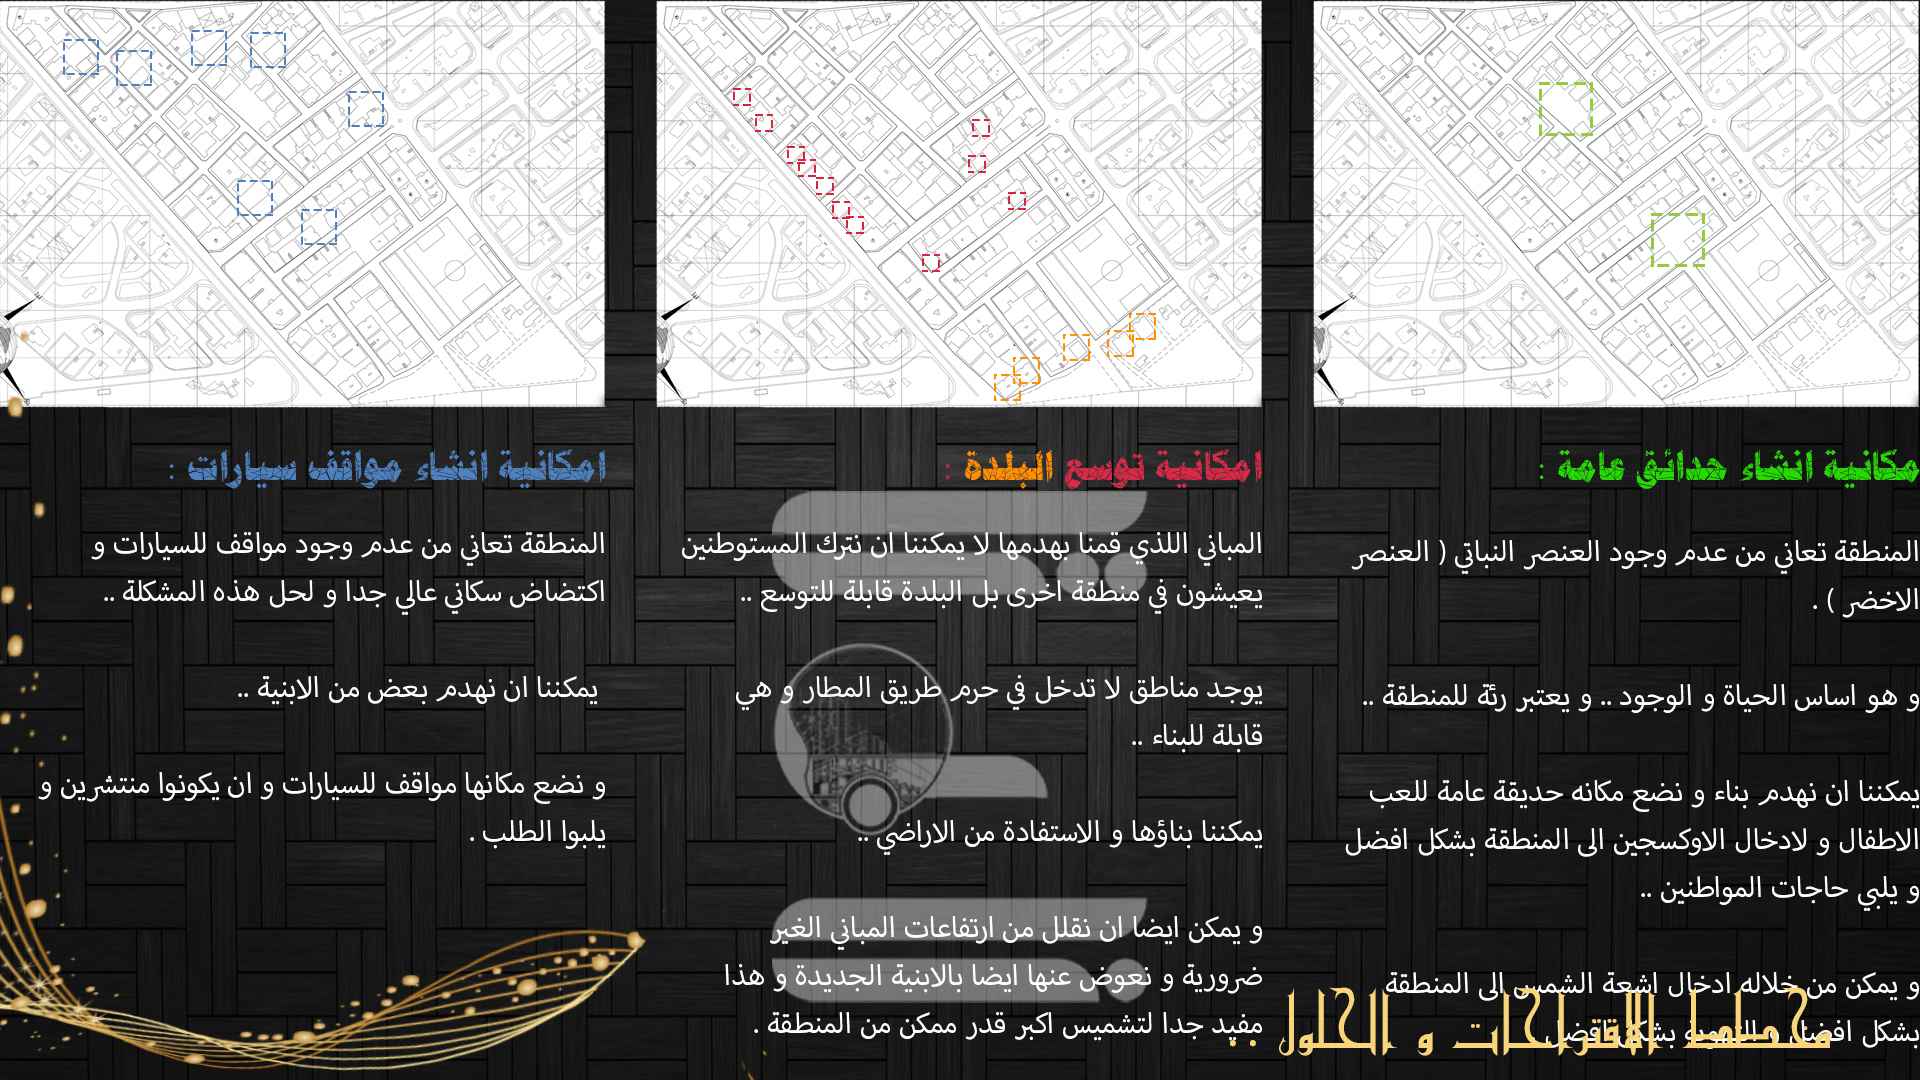 مكانية انشاء حدائق عامة :
المنطقة تعاني من عدم وجود العنصر النباتي ( العنصر
الاخضر ) .
و هو اساس الحياة و الوجود .. و يعتبر رئة للمنطقة ..
يمكننا ان نهدم بناء و نضع مكانه حديقة عامة للعب
الاطفال و لادخال الاوكسجين الى المنطقة بشكل افضل
و يلبي حاجات المواطنين ..
و يمكن من خلاله ادخال اشعة الشمس الى المنطقة
بشكل افضل و التهوية بشكل افضل
امكانية توسع البلدة :
المباني اللذي قمنا بهدمها لا يمكننا ان نترك المستوطنين
يعيشون في منطقة اخرى بل البلدة قابلة للتوسع ..
يوجد مناطق لا تدخل في حرم طريق المطار و هي
قابلة للبناء ..
يمكننا بناؤها و الاستفادة من الاراضي ..
و يمكن ايضا ان نقلل من ارتفاعات المباني الغير
ضرورية و نعوض عنها ايضا بالابنية الجديدة و هذا
مفيد جدا لتشميس اكبر قدر ممكن من المنطقة .
امكانية انشاء مواقف سيارات :
المنطقة تعاني من عدم وجود مواقف للسيارات و
اكتضاض سكاني عالي جدا و لحل هذه المشكلة ..
يمكننا ان نهدم بعض من الابنية ..
و نضع مكانها مواقف للسيارات و ان يكونوا منتشرين و
يلبوا الطلب .
مخطط الاقتراحات و الحلول :